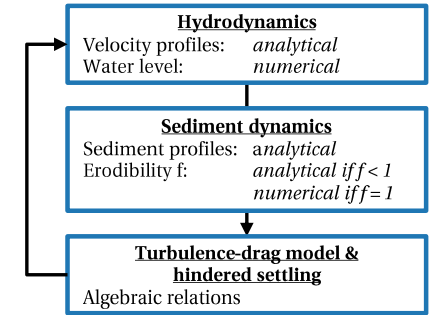 Hydrodynamics
Velocity profiles: analytical
Water level: numerical
Sediment dynamics
Sediment profiles: analytical
Erodibility f: analytical if f < 1
numerical if f = 1
Turbulence-drag model &
hindered settling
Algebraic relations